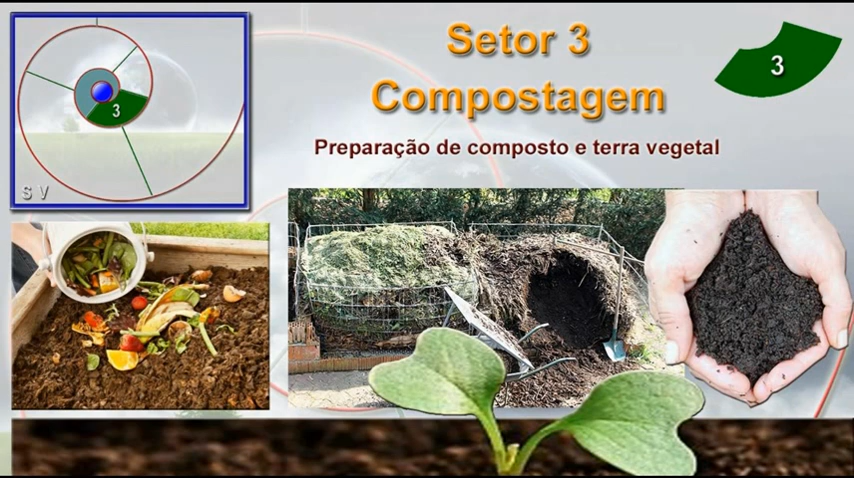 Setor 3
Compostagem
Preparação de composto e terra vegetal
3
3
S V